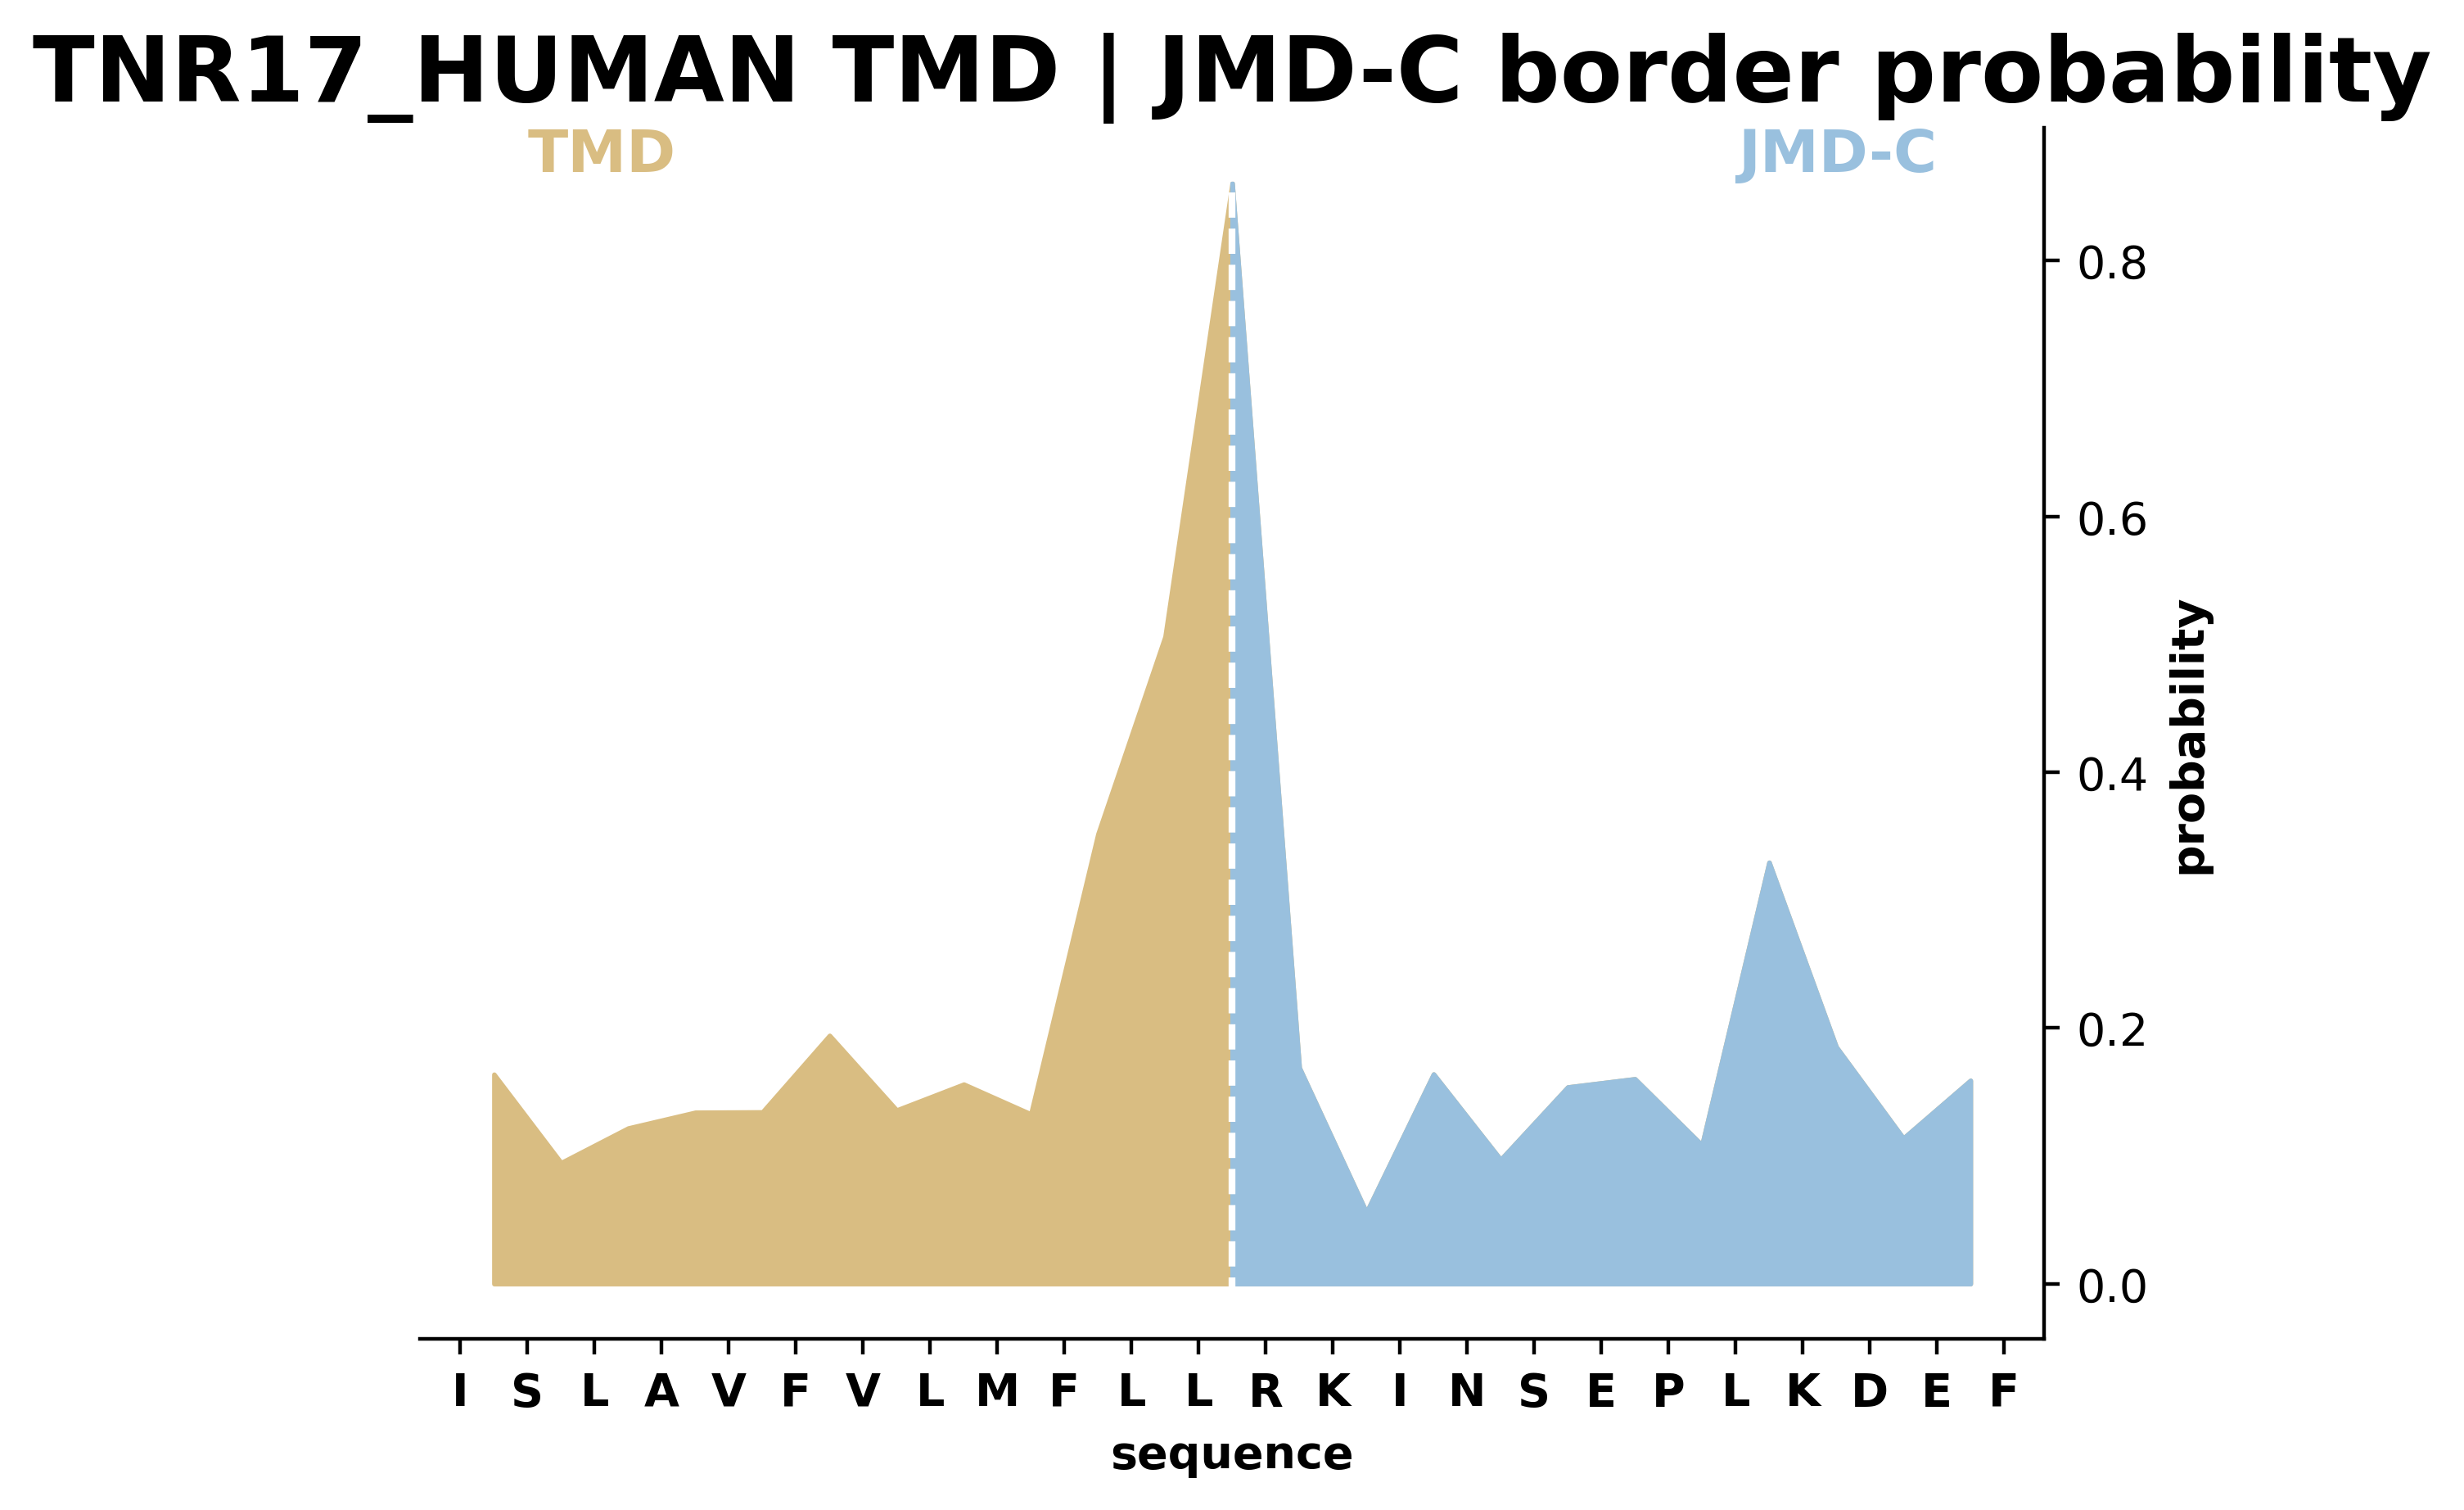 TNR17_HUMAN TMD | JMD-C border probability
TMD
JMD-C
0.8
0.6
0.4
0.2
0.0
probability
I S L A V F V L M F L L R K I N S E P L K D E F
sequence